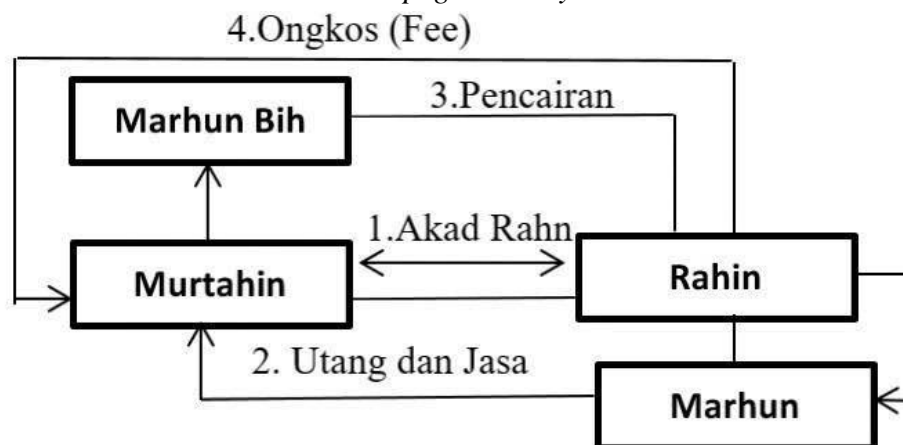 4.Ongkos (Fee)
3.Pencairan
Marhun Bih
1.Akad Rahn
Murtahin
Rahin
2. Utang dan Jasa
Marhun